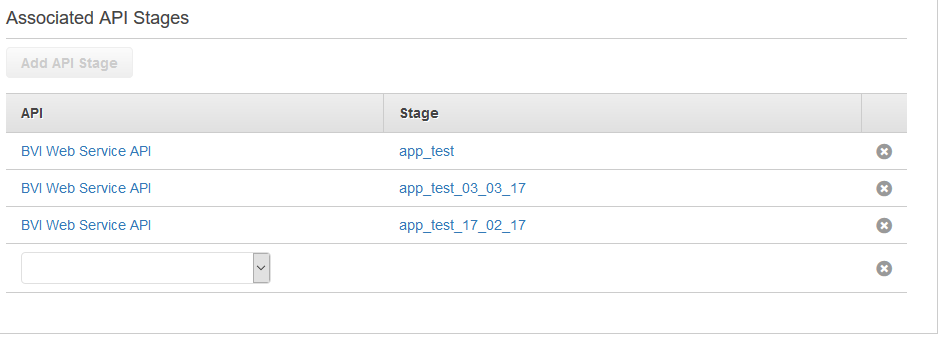 Associated API Stages
Add API Stage
API Stage
BVI Web Service API app_test
BVI Web Service API app_test_03_03_17
BVI Web Service API app_test_17_02_17